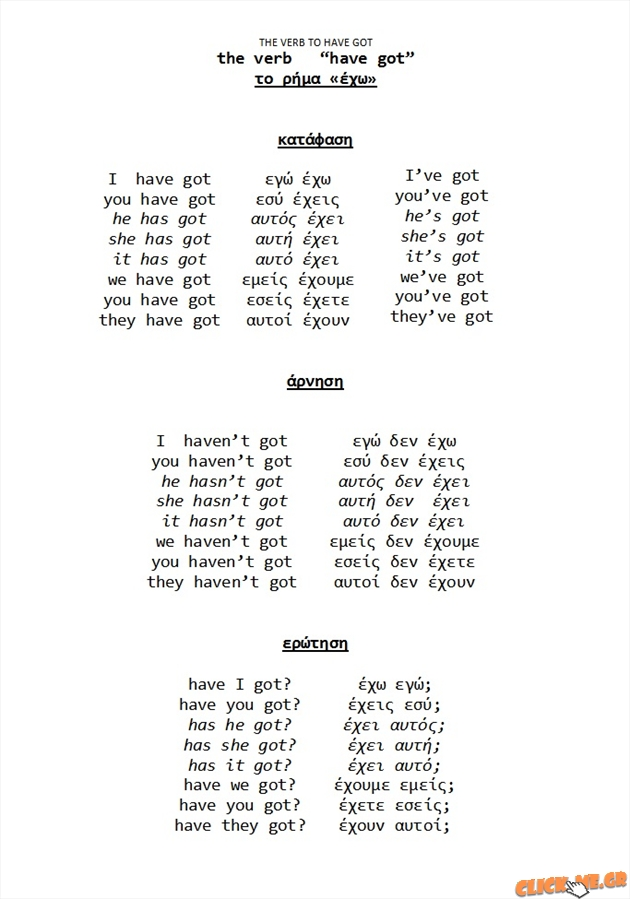 THE VERB TO HAVE GOT
the verb “have got”
το ρήμα «έχω»
κατάφαση
I have got εγώ έχω I’ve got
you have got εσύ έχεις you’ve got
he has got αυτός έχει he’s got
she has got αυτή έχει she’s got
it has got αυτό έχει it’s got
we have got εμείς έχουμε we’ve got
you have got εσείς έχετε you’ve got
they have got αυτοί έχουν they’ve got
άρνηση
I haven’t got εγώ δεν έχω
you haven’t got εσύ δεν έχεις
he hasn’t got αυτός δεν έχει
she hasn’t got αυτή δεν έχει
it hasn’t got αυτό δεν έχει
we haven’t got εμείς δεν έχουμε
you haven’t got εσείς δεν έχετε
they haven’t got αυτοί δεν έχουν
ερώτηση
have I got? έχω εγώ;
have you got? έχεις εσύ;
has he got? έχει αυτός;
has she got? έχει αυτή;
has it got? έχει αυτό;
have we got? έχουμε εμείς;
have you got? έχετε εσείς;
have they got? έχουν αυτοί;
CLICK-ME.GR